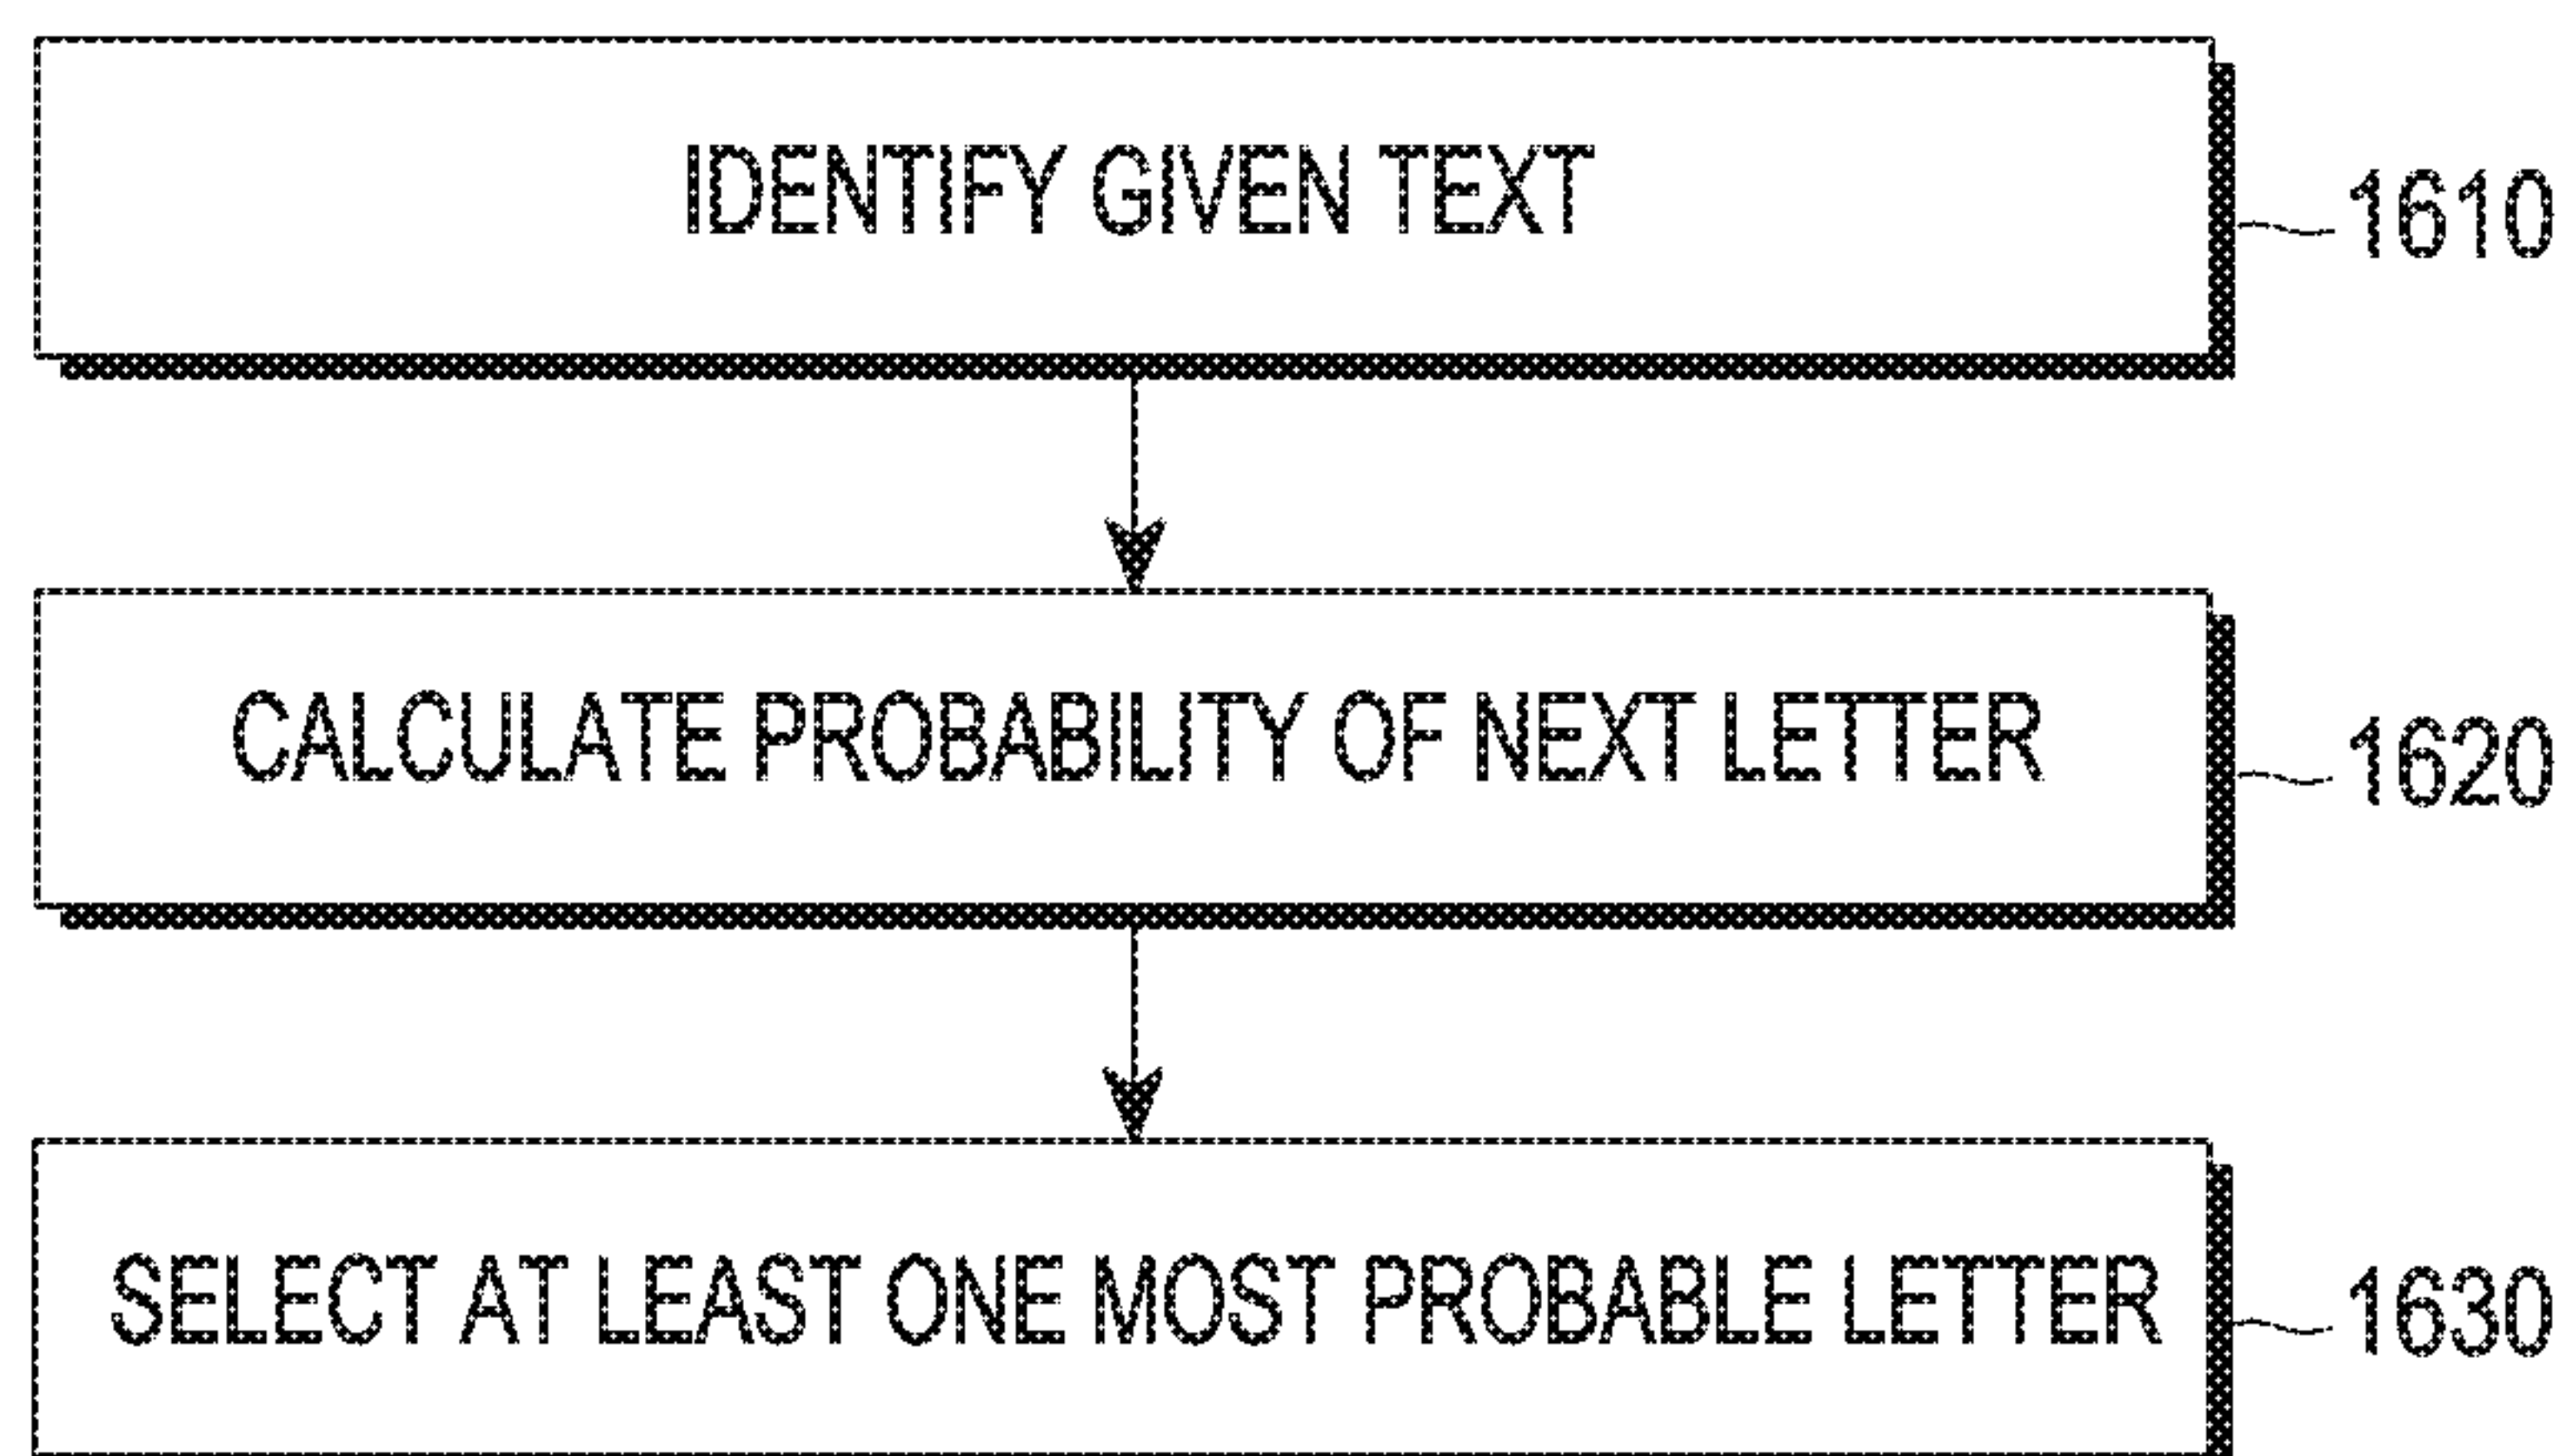 IDENTIFY GIVEN TEXT
1610
CALCULATE PROBABILITY OF NEXT LETTER
1620
SELECT AT LEAST ONE MOST PROBABLE LETTER
1630